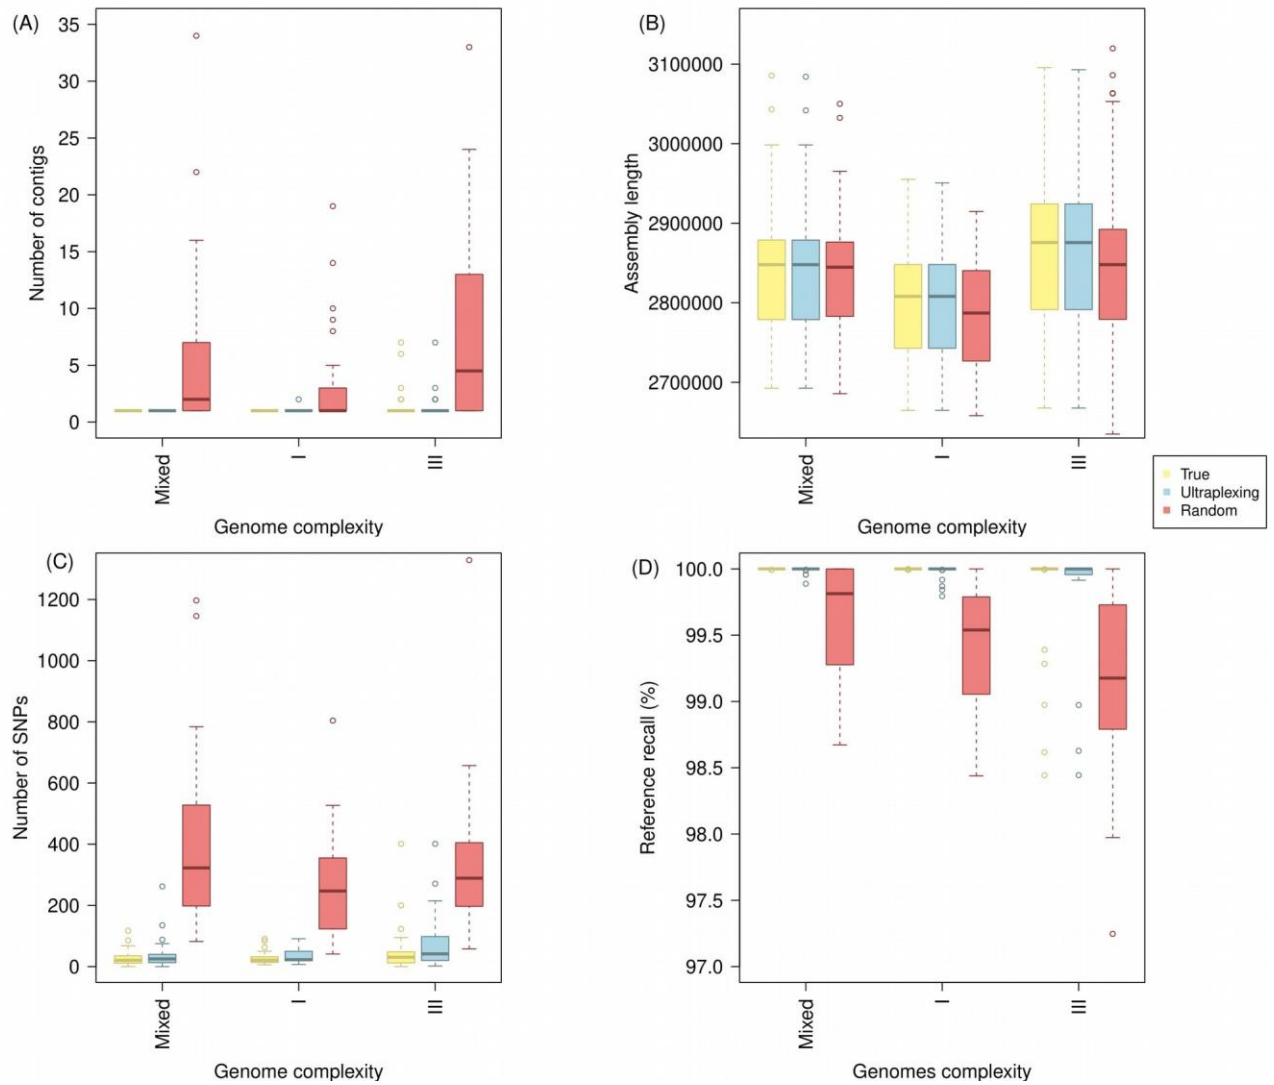 (A)
35
30
25
20
15
10
5
0
Number of contigs
Mixed
I
III
Genome complexity
(B)
3100000
3000000
2900000
2800000
2700000
Assembly length
Mixed
I
III
Genome complexity
True
Ultraplexing
Random
(C)
1200
1000
800
600
400
200
0
Number of SNPs
Mixed
I
III
Genome complexity
(D)
100.0
99.5
99.0
98.5
98.0
97.5
97.0
Reference recall (%)
Mixed
I
III
Genomes complexity